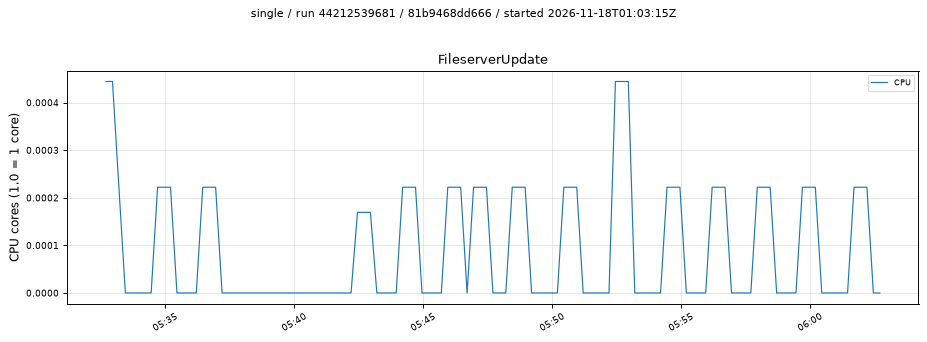 single / run 44212539681 / 81b9468dd666 / started 2026-11-18T01:03:15Z
FileserverUpdate
CPU
CPU cores (1.0 = 1 core)
0.0004
0.0003
0.0002
0.0001
0.0000
05:35
05:40
05:45
05:50
05:55
06:00